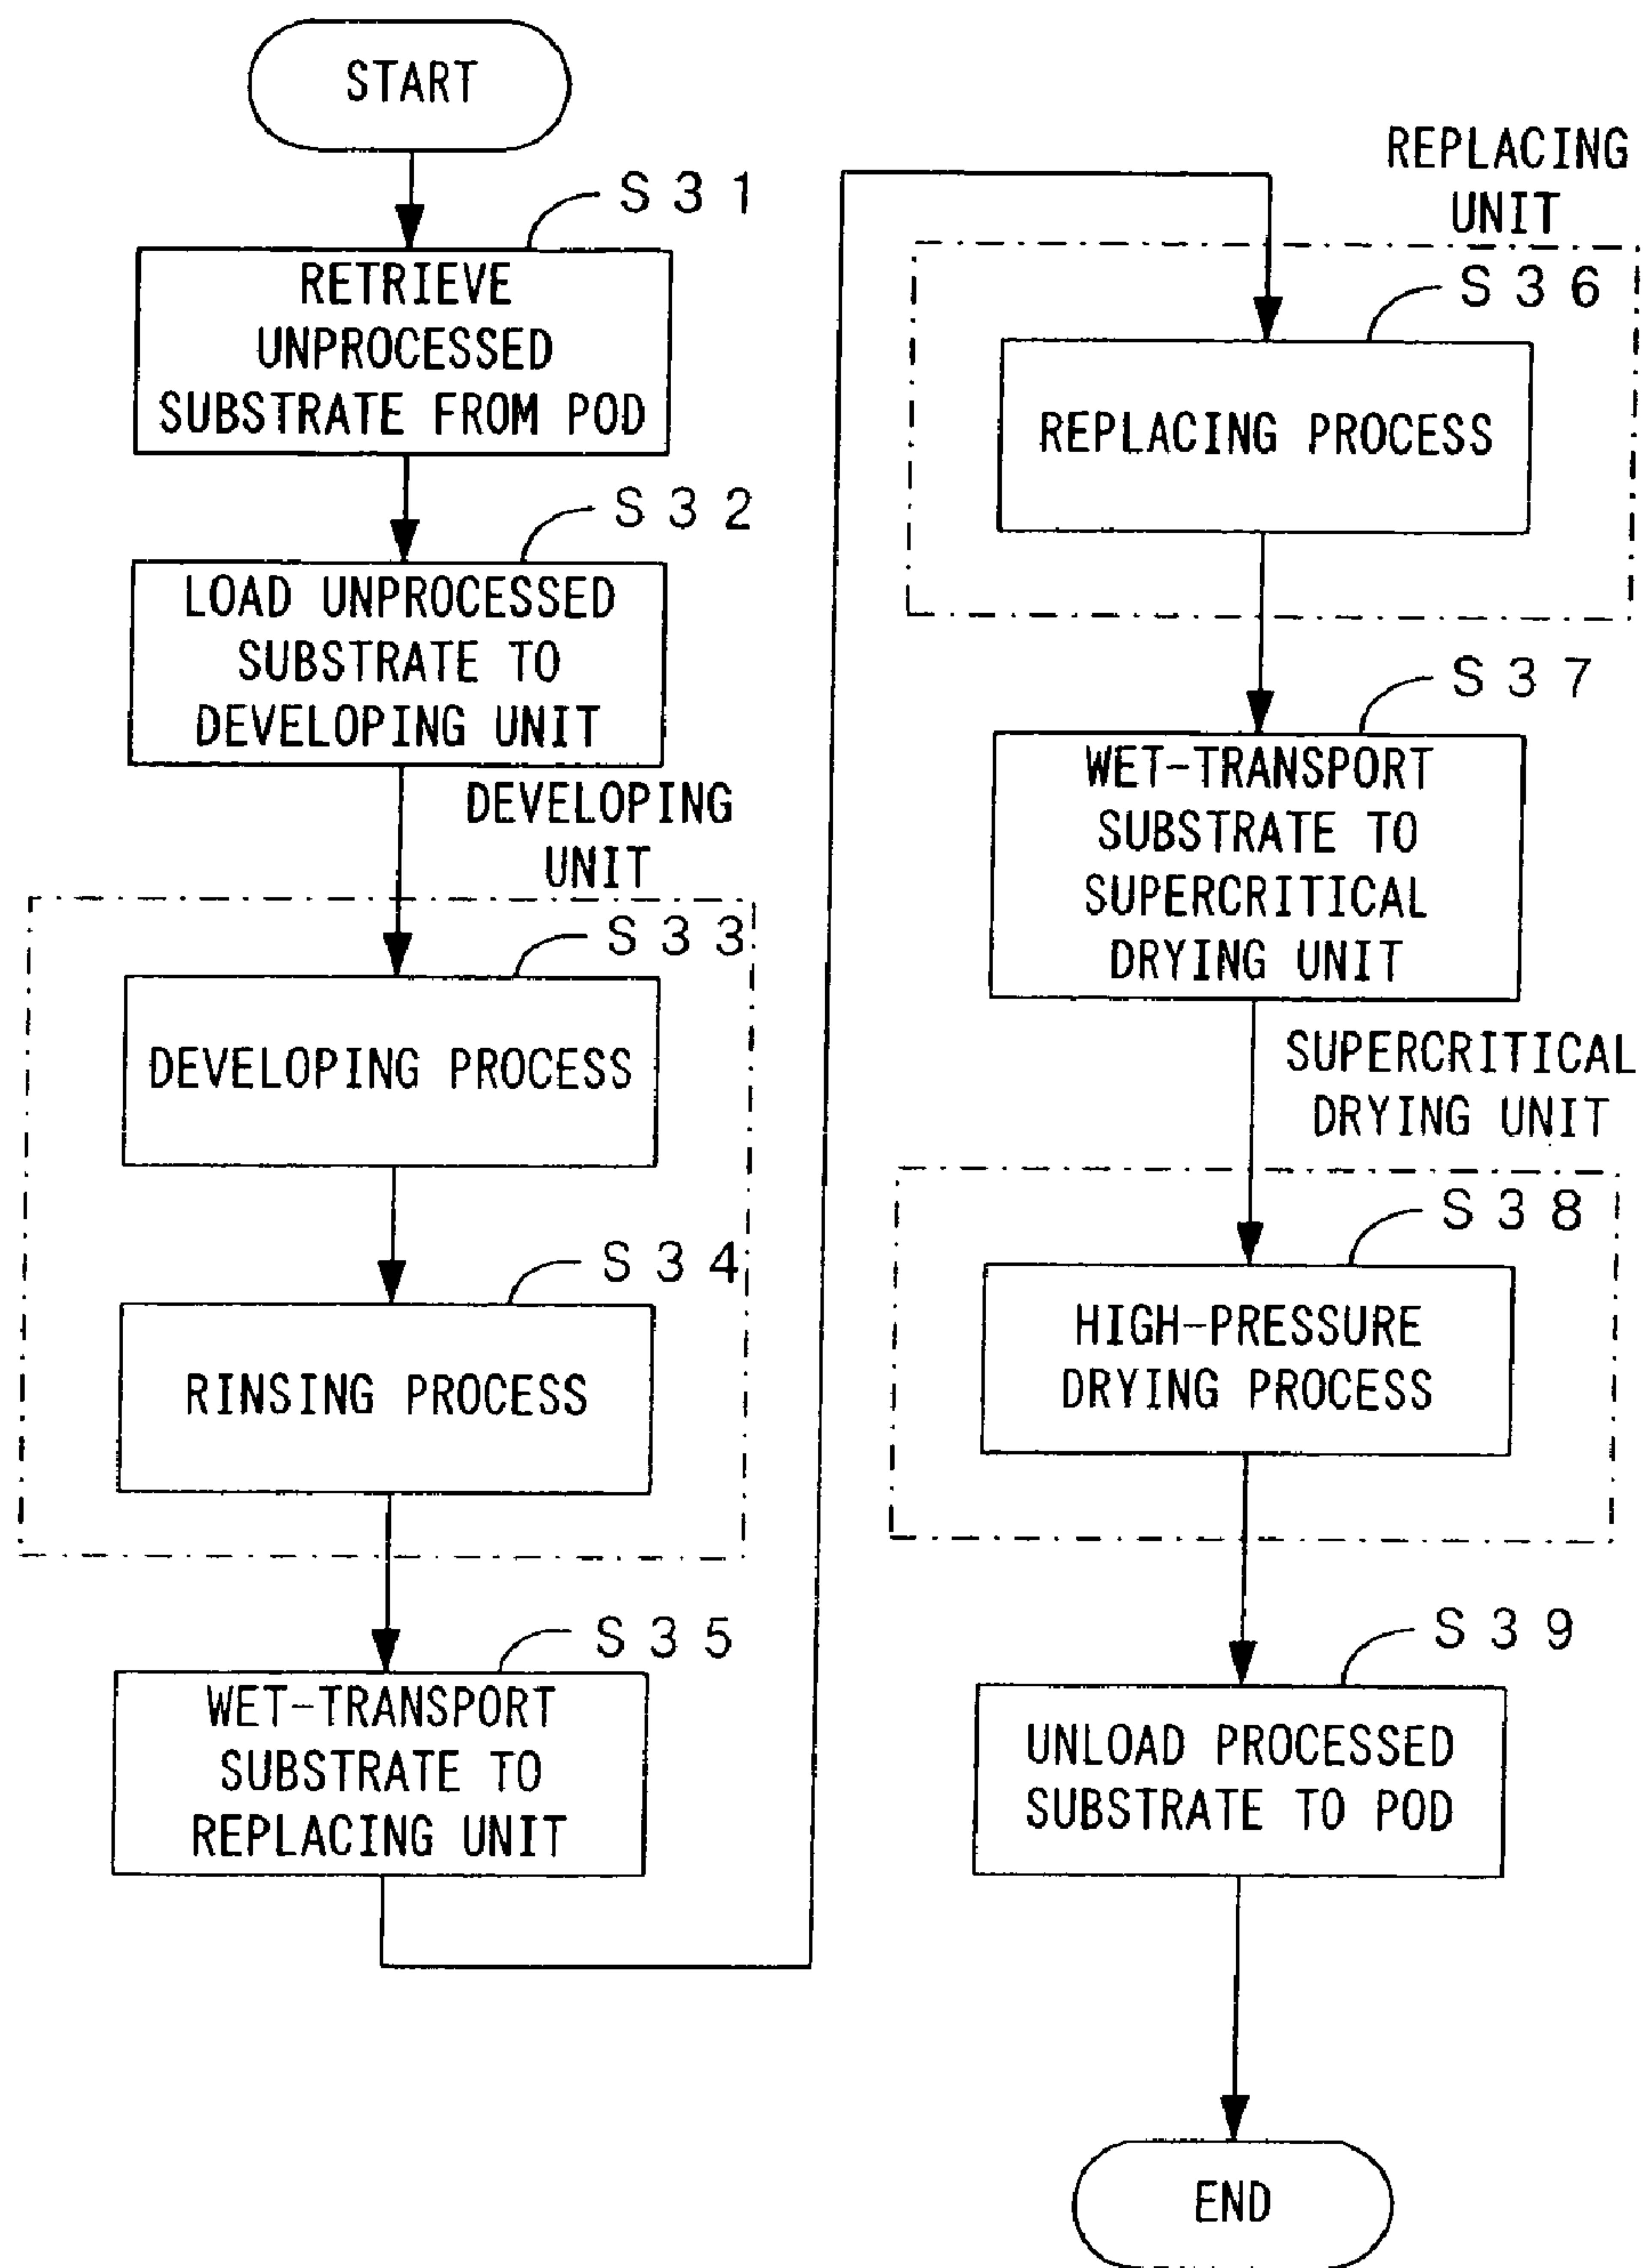 START
S31
RETRIEVE
UNPROCESSED
SUBSTRATE FROM POD
S32
LOAD UNPROCESSED
SUBSTRATE TO
DEVELOPING UNIT
DEVELOPING
UNIT
S33
DEVELOPING PROCESS
S34
RINSING PROCESS
S35
WET-TRANSPORT
SUBSTRATE TO
REPLACING UNIT
REPLACING
UNIT
S36
REPLACING PROCESS
S37
WET-TRANSPORT
SUBSTRATE TO
SUPERCRITICAL
DRYING UNIT
SUPERCRITICAL
DRYING UNIT
S38
HIGH-PRESSURE
DRYING PROCESS
S39
UNLOAD PROCESSED
SUBSTRATE TO POD
END